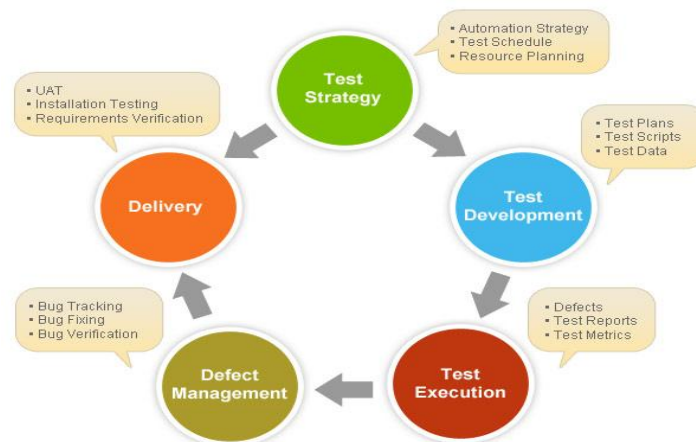 Test
Strategy
▪ Automation Strategy
▪ Test Schedule
▪ Resource Planning
Test
Development
▪ Test Plans
▪ Test Scripts
▪ Test Data
Test
Execution
▪ Defects
▪ Test Reports
▪ Test Metrics
Defect
Management
▪ Bug Tracking
▪ Bug Fixing
▪ Bug Verification
Delivery
▪ UAT
▪ Installation Testing
▪ Requirements Verification